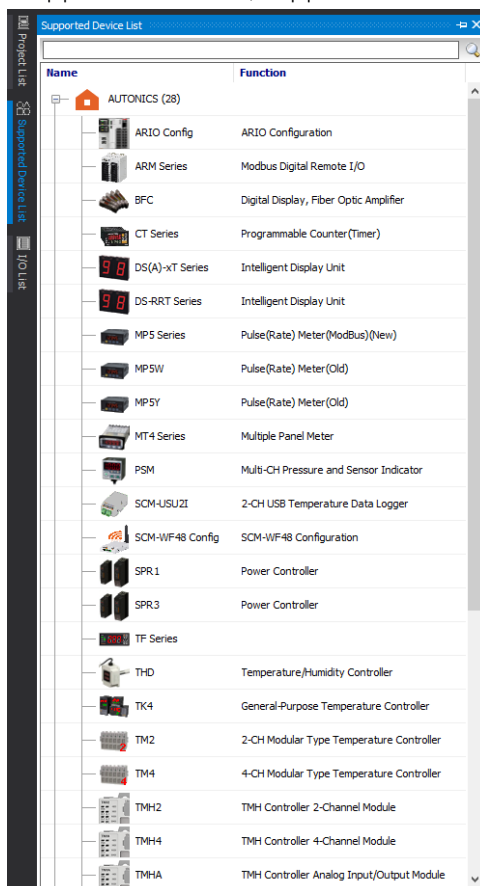 Supported Device List
Project List
Supported Device List
I/O List
Name Function
AUTONICS (28)
ARIO Config ARIO Configuration
ARM Series Modbus Digital Remote I/O
BFC Digital Display, Fiber Optic Amplifier
CT Series Programmable Counter(Timer)
DS(A)-xT Series Intelligent Display Unit
DS-RRT Series Intelligent Display Unit
MP5 Series Pulse(Rate) Meter(ModBus)(New)
MP5W Pulse(Rate) Meter(Old)
MP5Y Pulse(Rate) Meter(Old)
MT4 Series Multiple Panel Meter
PSM Multi-CH Pressure and Sensor Indicator
SCM-USU2I 2-CH USB Temperature Data Logger
SCM-WF48 Config SCM-WF48 Configuration
SPR1 Power Controller
SPR3 Power Controller
TF Series
THD Temperature/Humidity Controller
TK4 General-Purpose Temperature Controller
TM2 2-CH Modular Type Temperature Controller
TM4 4-CH Modular Type Temperature Controller
TMH2 TMH Controller 2-Channel Module
TMH4 TMH Controller 4-Channel Module
TMHA TMH Controller Analog Input/Output Module